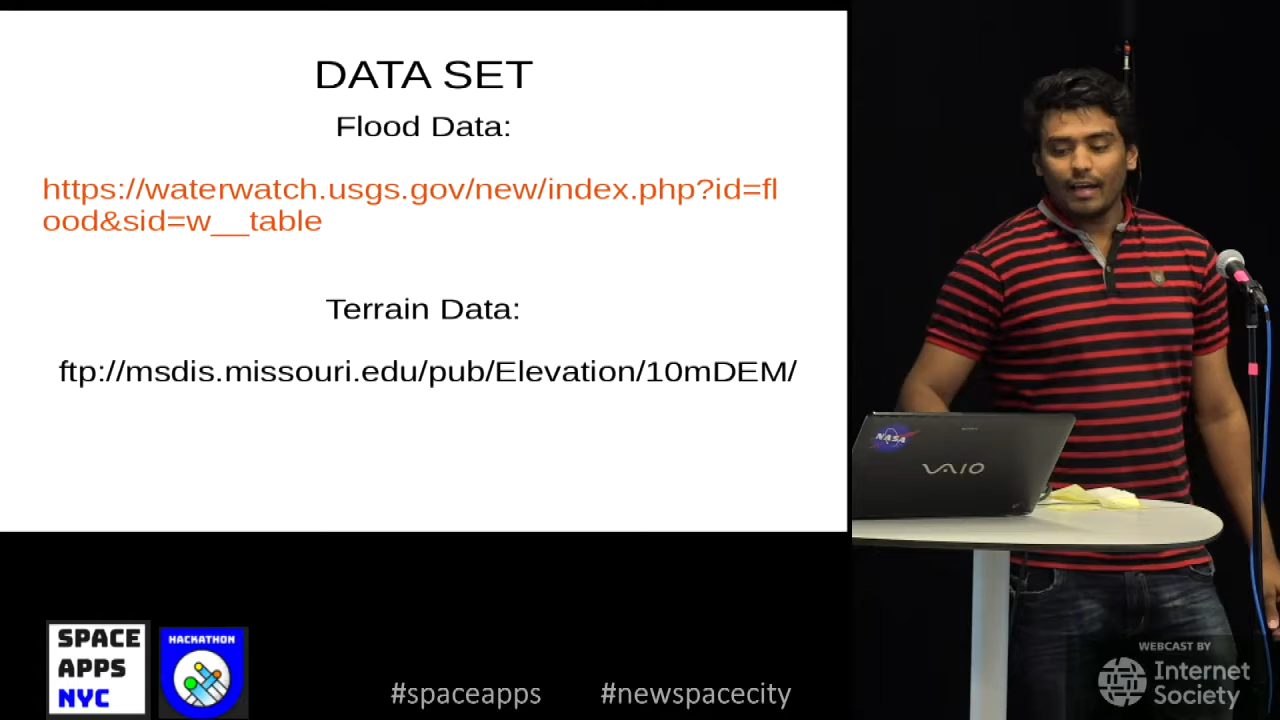 DATA SET
Flood Data:
https://waterwatch.usgs.gov/new/index.php?id=fl
ood&sid=w__table
Terrain Data:
ftp://msdis.missouri.edu/pub/Elevation/10mDEM/
NASA
SONY
VAIO
SPACE
APPS
NYC
HACKATHON
#spaceapps #newspacecity
WEBCAST BY
Internet
Society